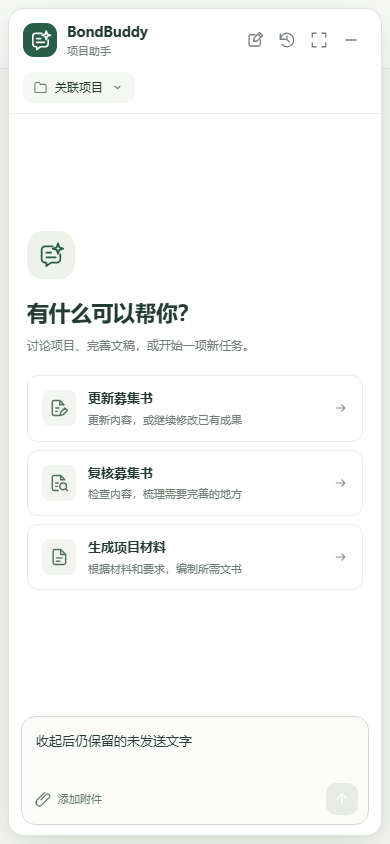 BondBuddy
项目助手
关联项目
有什么可以帮你？
讨论项目、完善文稿，或开始一项新任务。
更新募集书
更新内容，或继续修改已有成果
复核募集书
检查内容，梳理需要完善的地方
生成项目材料
根据材料和要求，编制所需文书
收起后仍保留的未发送文字
添加附件